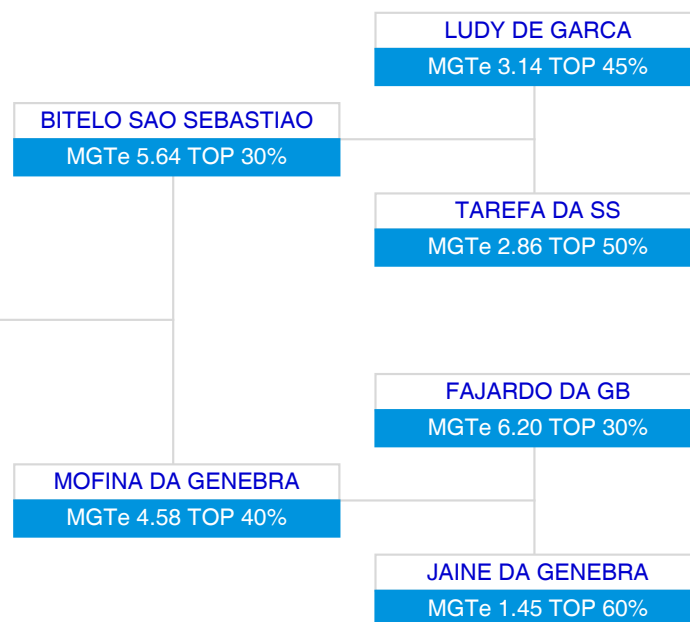 LUDY DE GARCA
MGTe 3.14 TOP 45%
BITELO SAO SEBASTIAO
MGTe 5.64 TOP 30%
TAREFA DA SS
MGTe 2.86 TOP 50%
FAJARDO DA GB
MGTe 6.20 TOP 30%
MOFINA DA GENEBRA
MGTe 4.58 TOP 40%
JAINE DA GENEBRA
MGTe 1.45 TOP 60%